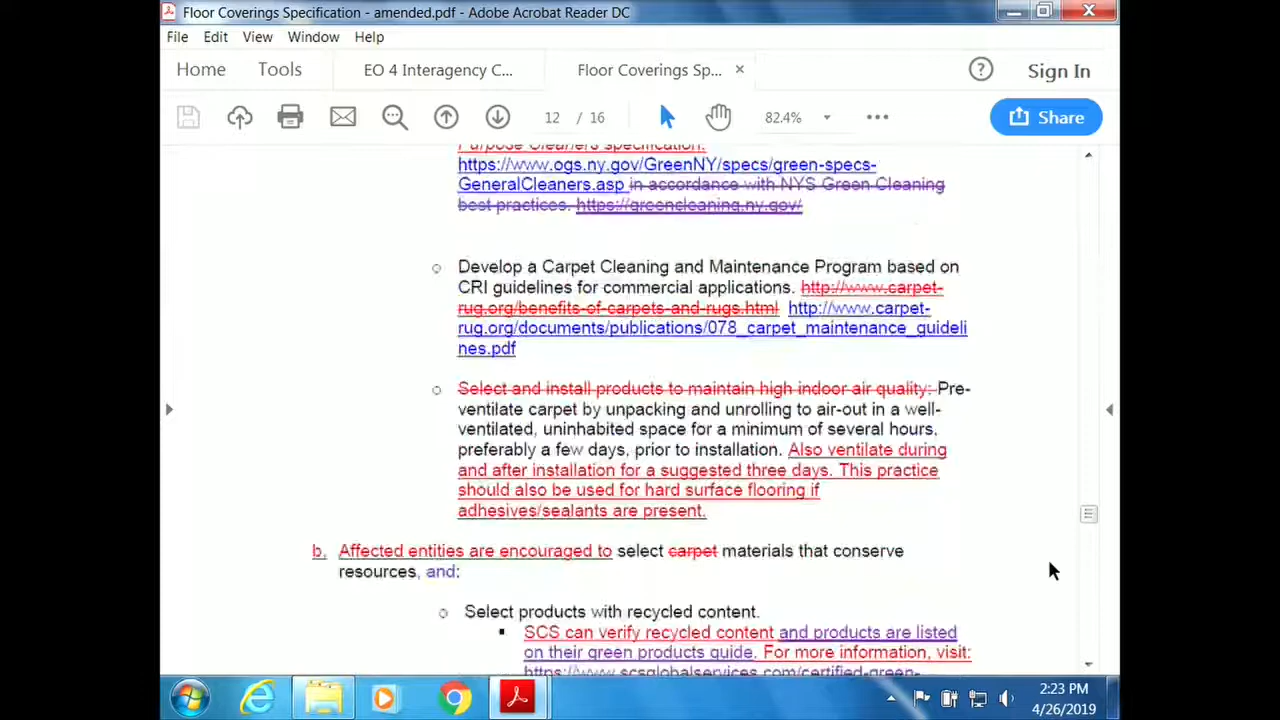 Floor Coverings Specification - amended.pdf - Adobe Acrobat Reader DC
File Edit View Window Help
Home Tools EO 4 Interagency C... Floor Coverings Sp... × ? Sign In
12 / 16 82.4% Share
Purpose Cleaners specification.
https://www.ogs.ny.gov/GreenNY/specs/green-specs-
GeneralCleaners.asp in accordance with NYS Green Cleaning
best practices. https://greencleaning.ny.gov/
Develop a Carpet Cleaning and Maintenance Program based on
CRI guidelines for commercial applications. http://www.carpet-
rug.org/benefits-of-carpets-and-rugs.html http://www.carpet-
rug.org/documents/publications/078_carpet_maintenance_guideli
nes.pdf
Select and install products to maintain high indoor air quality: Pre-
ventilate carpet by unpacking and unrolling to air-out in a well-
ventilated, uninhabited space for a minimum of several hours,
preferably a few days, prior to installation. Also ventilate during
and after installation for a suggested three days. This practice
should also be used for hard surface flooring if
adhesives/sealants are present.
b. Affected entities are encouraged to select carpet materials that conserve
resources, and:
Select products with recycled content.
SCS can verify recycled content and products are listed
on their green products guide. For more information, visit:
https://www.scsglobalservices.com/certified-green-
2:23 PM
4/26/2019